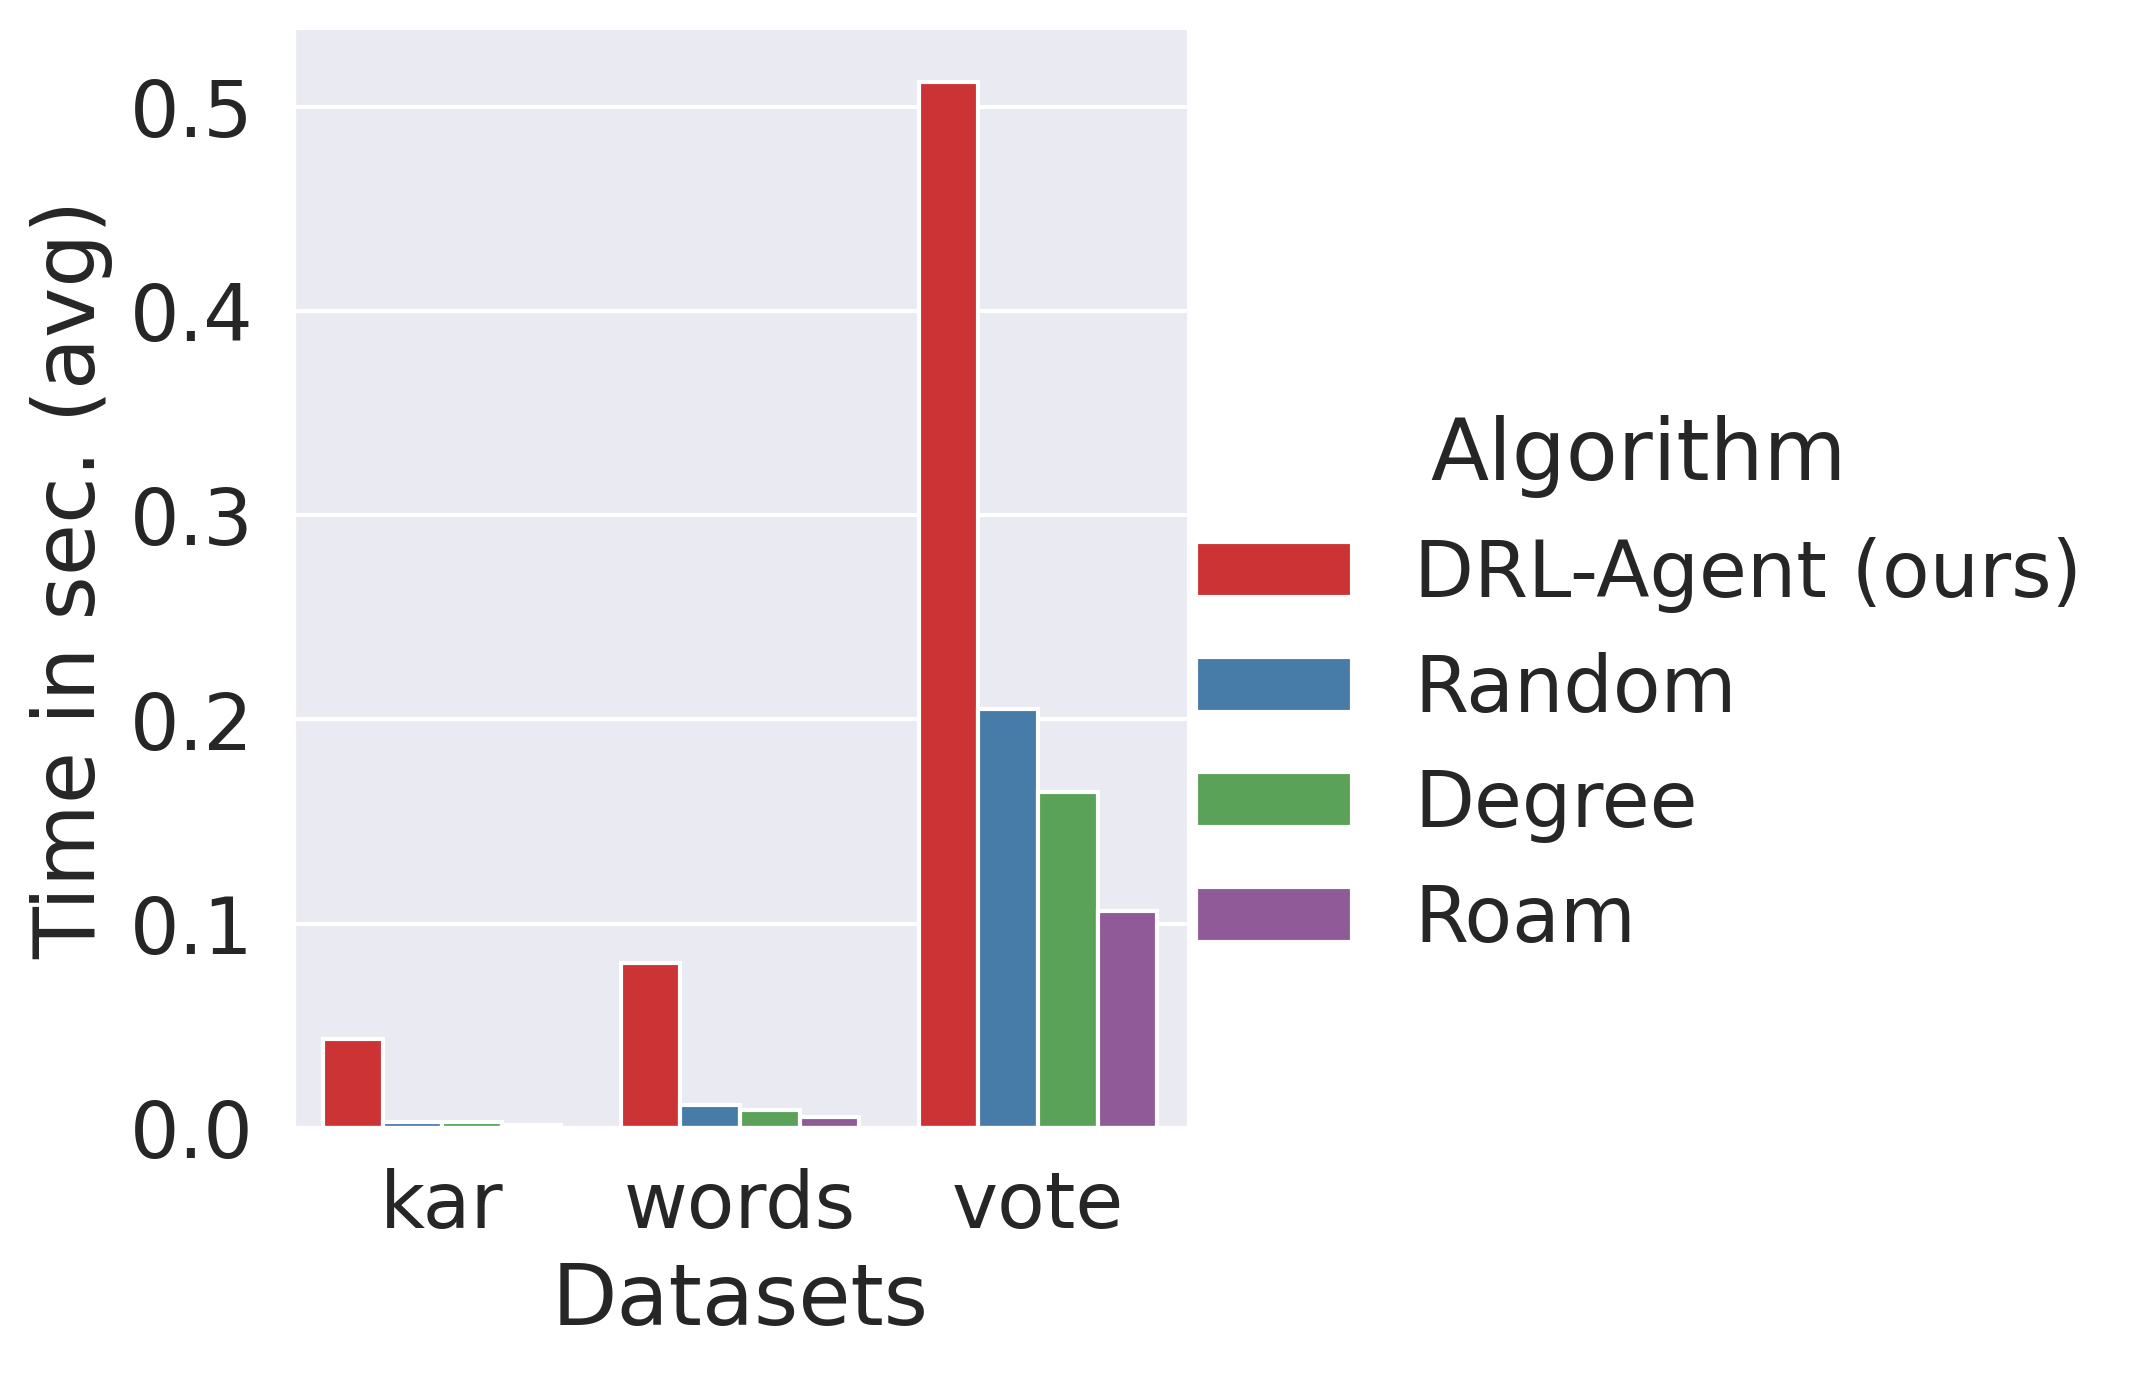 Time in sec. (avg)
0.5
0.4
0.3
0.2
0.1
0.0
kar words vote
Datasets
Algorithm
DRL-Agent (ours)
Random
Degree
Roam